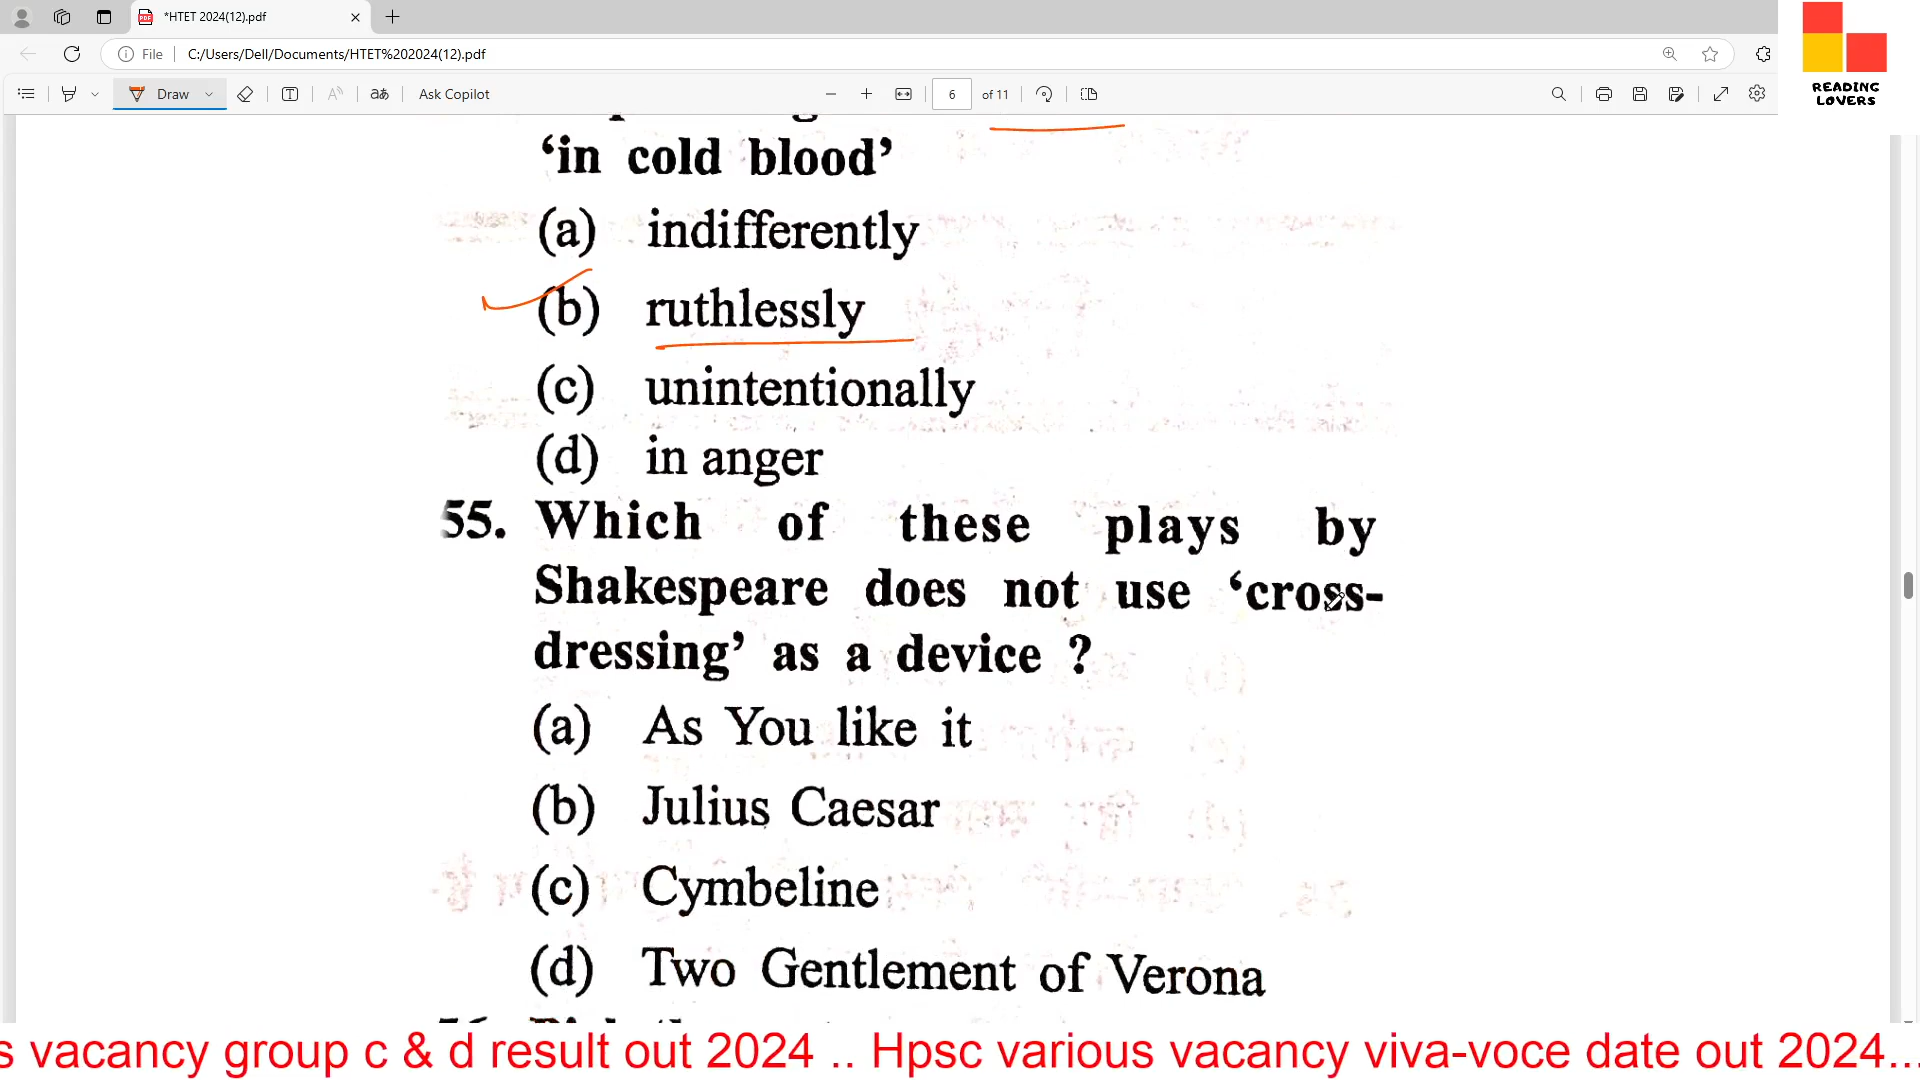 *HTET 2024(12).pdf
File C:/Users/Dell/Documents/HTET%202024(12).pdf
Draw
Ask Copilot
6 of 11
READING
LOVERS
‘in cold blood’
(a) indifferently
(b) ruthlessly
(c) unintentionally
(d) in anger
55. Which of these plays by
Shakespeare does not use ‘cross-
dressing’ as a device ?
(a) As You like it
(b) Julius Caesar
(c) Cymbeline
(d) Two Gentlement of Verona
s vacancy group c & d result out 2024 .. Hpsc various vacancy viva-voce date out 2024...